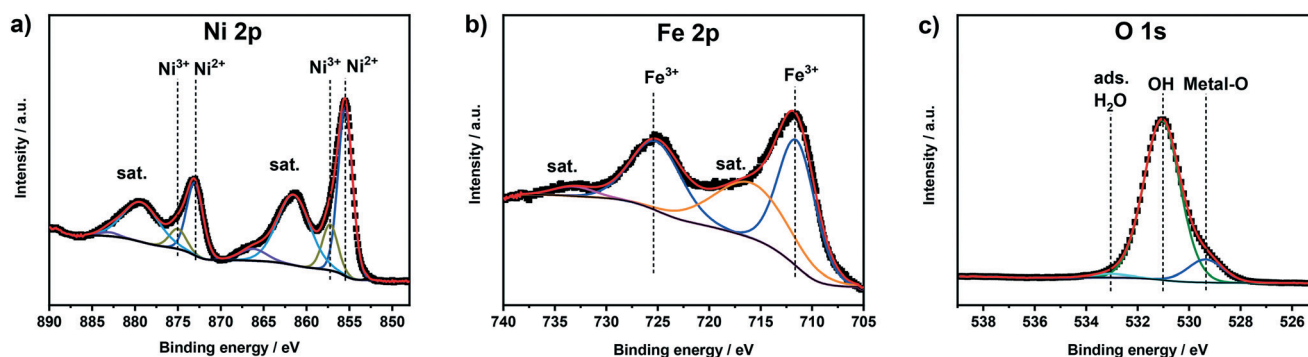 a)
Ni 2p
Ni³⁺ Ni²⁺
Ni³⁺ Ni²⁺
sat.
sat.
Intensity / a.u.
890 885 880 875 870 865 860 855 850
Binding energy / eV
b)
Fe 2p
Fe³⁺
Fe³⁺
sat.
sat.
Intensity / a.u.
740 735 730 725 720 715 710 705
Binding energy / eV
c)
O 1s
ads.
H₂O
OH
Metal-O
Intensity / a.u.
538 536 534 532 530 528 526
Binding energy / eV